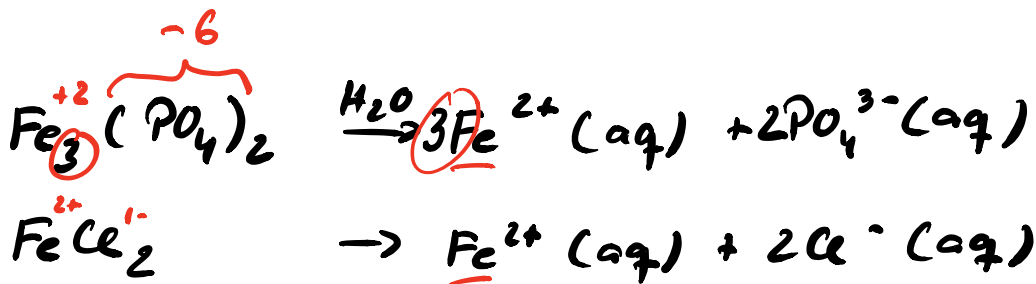 -6
+2
Fe₃(PO₄)₂ H₂O → 3Fe²⁺(aq) + 2PO₄³⁻(aq)
2+ 1-
FeCl₂ → Fe²⁺(aq) + 2Cl⁻(aq)